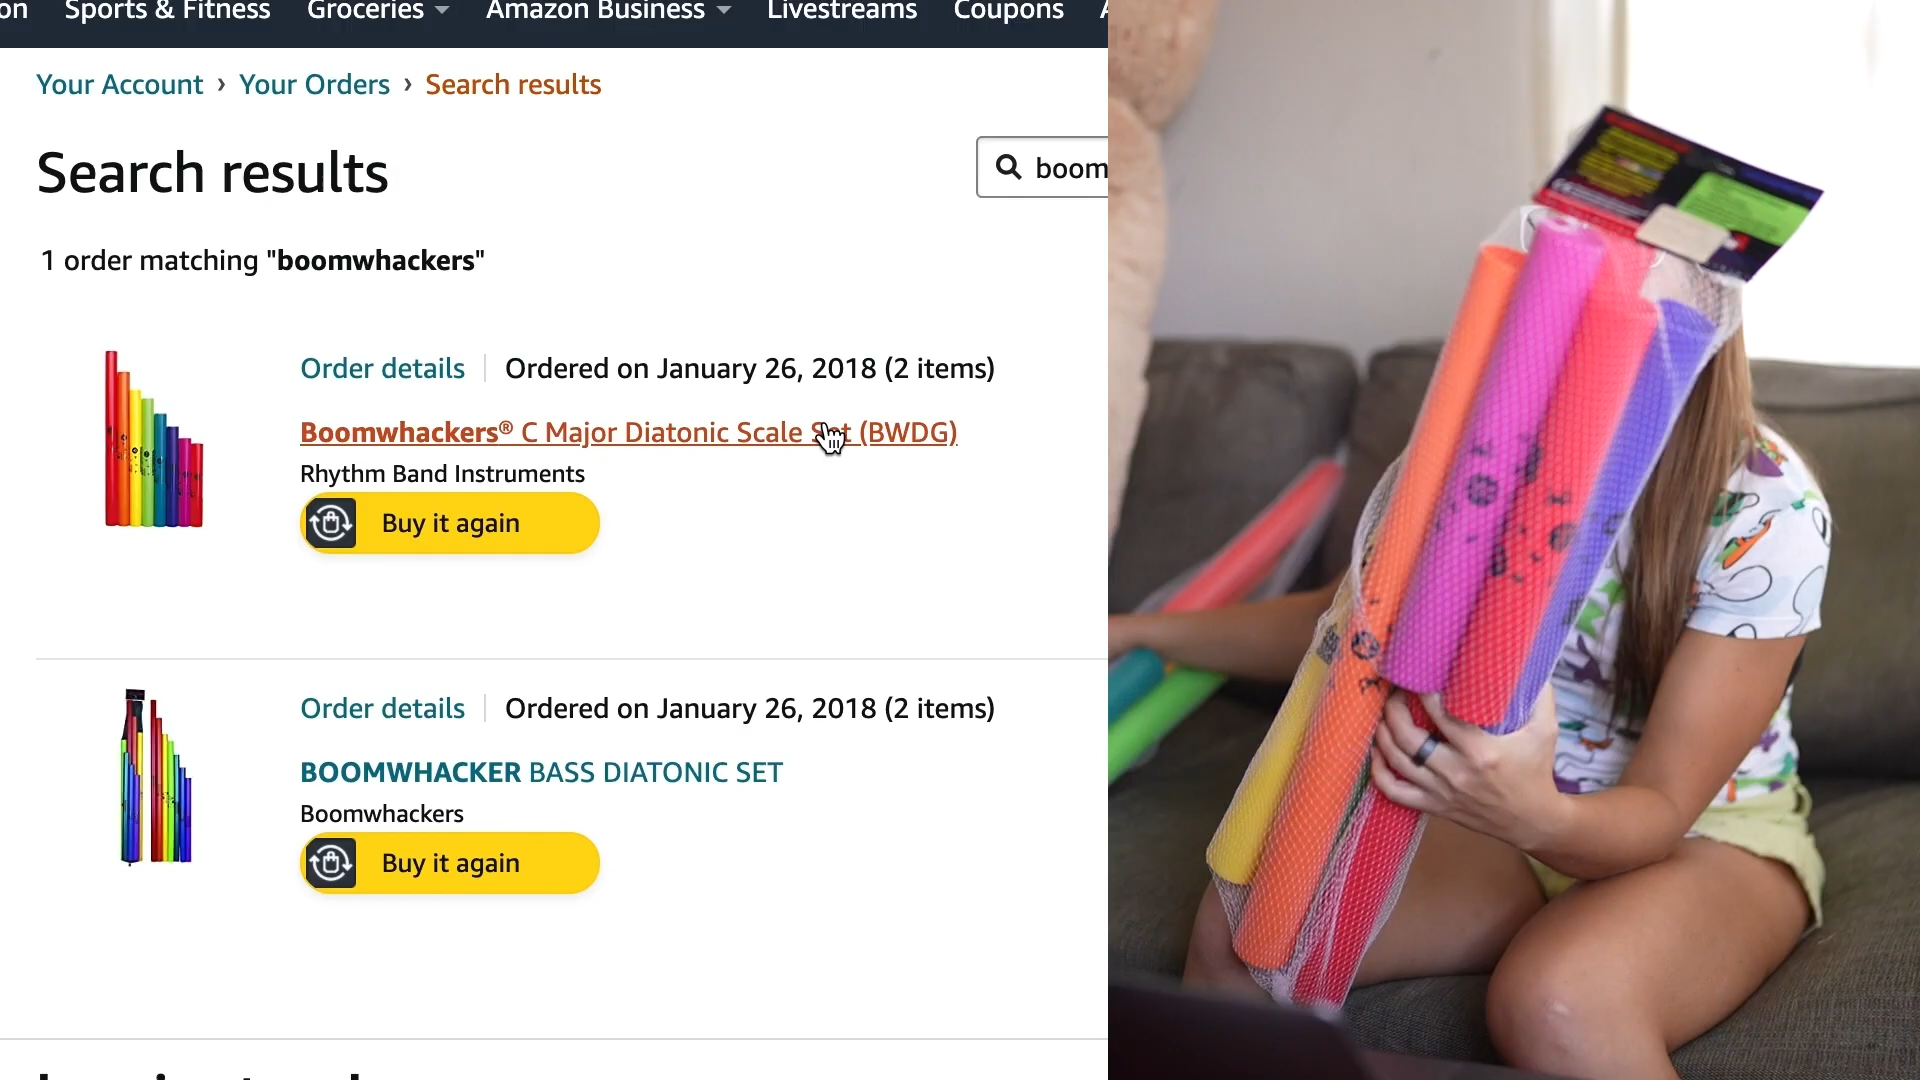 on Sports & Fitness Groceries Amazon Business Livestreams Coupons
Your Account › Your Orders › Search results
Search results
boom
1 order matching "boomwhackers"
Order details Ordered on January 26, 2018 (2 items)
Boomwhackers® C Major Diatonic Scale Set (BWDG)
Rhythm Band Instruments
Buy it again
Order details Ordered on January 26, 2018 (2 items)
BOOMWHACKER BASS DIATONIC SET
Boomwhackers
Buy it again